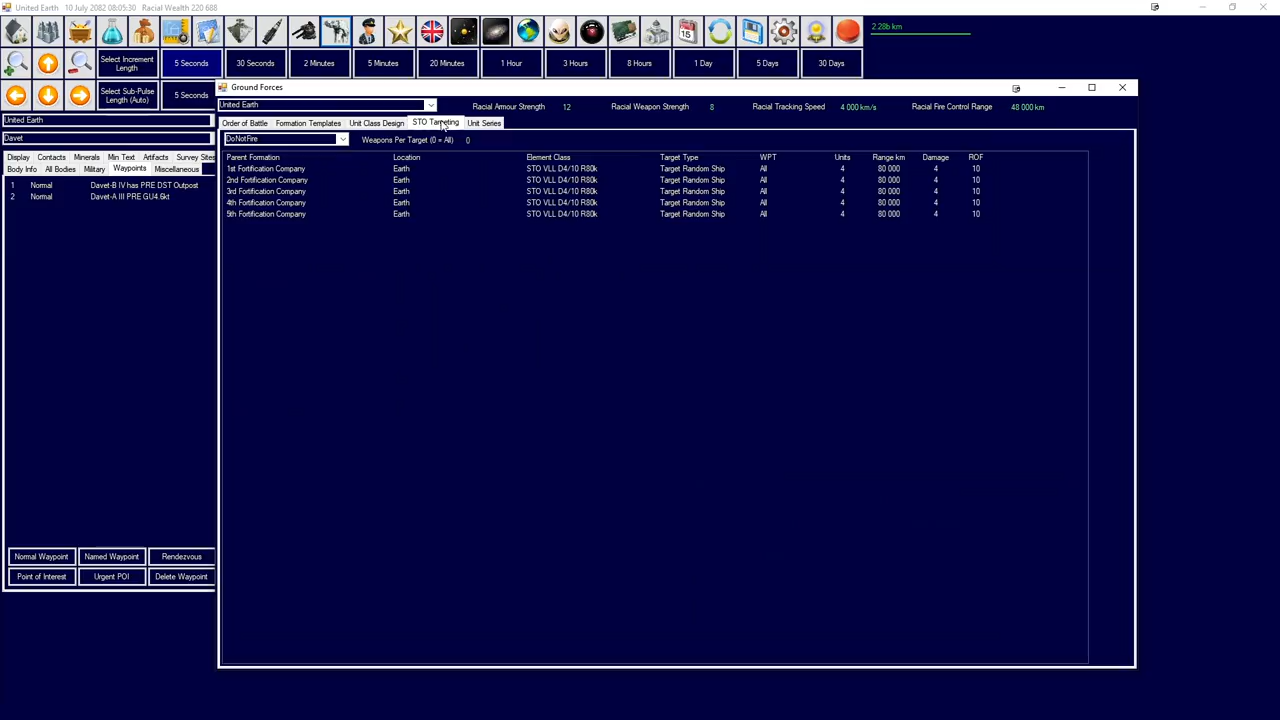 United Earth 10 July 2082 08:05:30 Racial Wealth 220 688
2.28b km
Select Increment Length 5 Seconds 30 Seconds 2 Minutes 5 Minutes 20 Minutes 1 Hour 3 Hours 8 Hours 1 Day 5 Days 30 Days
Select Sub-Pulse Length (Auto) 5 Seconds
Ground Forces
United Earth
Racial Amour Strength 12 Racial Weapon Strength 8 Racial Tracking Speed 4 000 km/s Racial Fire Control Range 48 000 km
United Earth
Davet
Display Contacts Minerals Min Text Artifacts Survey Sites
Body Info All Bodies Military Waypoints Miscellaneous
1 Normal Davet-B IV has PRE DST Outpost
2 Normal Davet-A III PRE GU4.6kt
Order of Battle Formation Templates Unit Class Design STO Targeting Unit Series
DoNotFire Weapons Per Target (0 = All) 0
Parent Formation Location Element Class Target Type WPT Units Range km Damage ROF
1st Fortification Company Earth STO VLL D4/10 R80k Target Random Ship All 4 80 000 4 10
2nd Fortification Company Earth STO VLL D4/10 R80k Target Random Ship All 4 80 000 4 10
3rd Fortification Company Earth STO VLL D4/10 R80k Target Random Ship All 4 80 000 4 10
4th Fortification Company Earth STO VLL D4/10 R80k Target Random Ship All 4 80 000 4 10
5th Fortification Company Earth STO VLL D4/10 R80k Target Random Ship All 4 80 000 4 10
Normal Waypoint Named Waypoint Rendezvous
Point of Interest Urgent POI Delete Waypoint